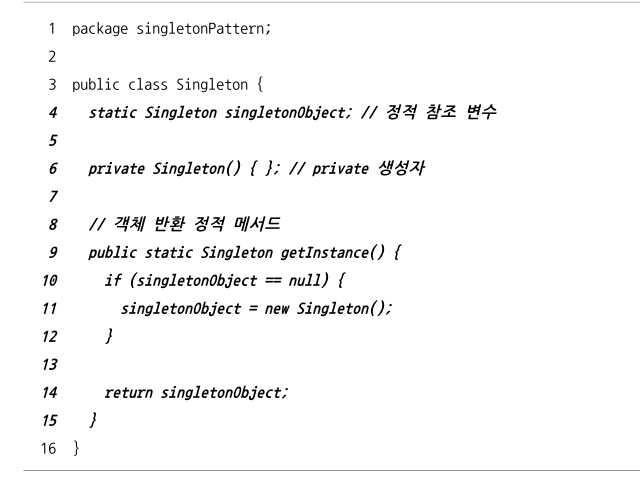 1 package singletonPattern;
2
3 public class Singleton {
4 static Singleton singletonObject; // 정적 참조 변수
5
6 private Singleton() { }; // private 생성자
7
8 // 객체 반환 정적 메서드
9 public static Singleton getInstance() {
10 if (singletonObject == null) {
11 singletonObject = new Singleton();
12 }
13
14 return singletonObject;
15 }
16 }